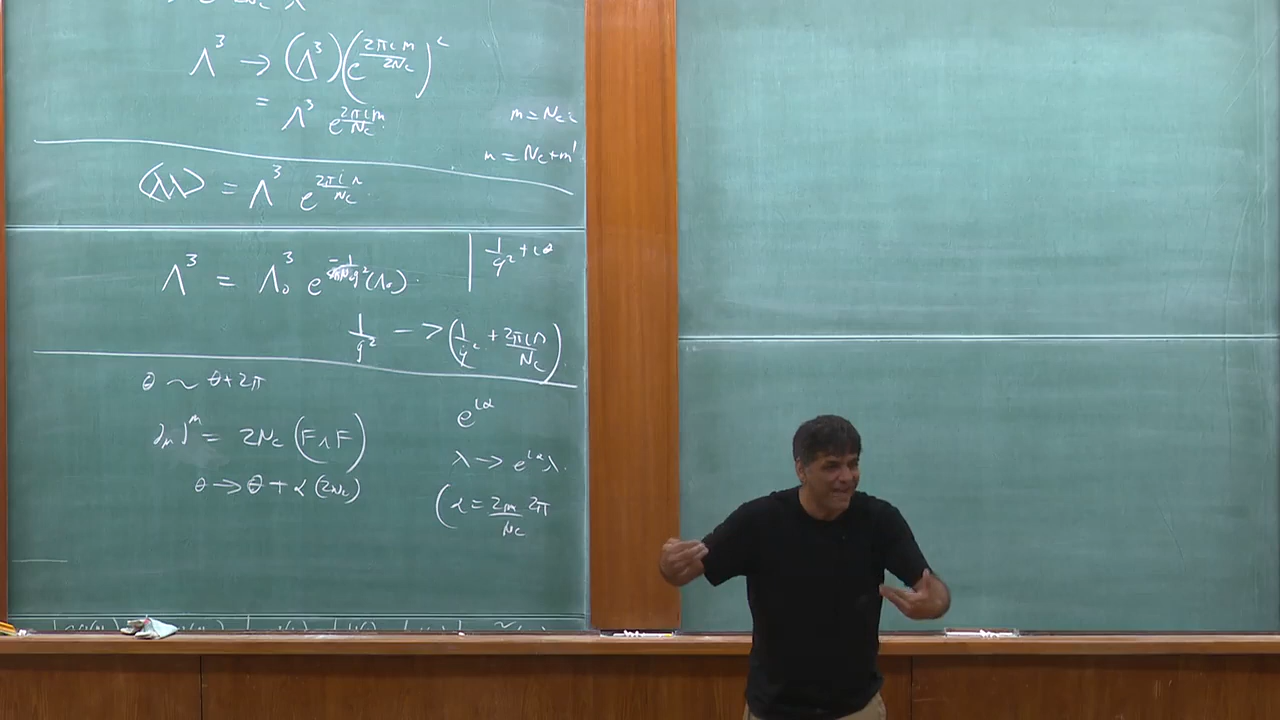 Λ³ → (Λ³)(e^{2πim/2N_c})²
= Λ³ e^{2πim/N_c}
m = N_c i
n = N_c + m'
⟨λλ⟩ = Λ³ e^{2πin/N_c}
Λ³ = Λ₀³ e^{-1/g²(Λ₀)}
1/g² + iα
1/g² → (1/g² + 2πin/N_c)
θ ~ θ+2π
∂_μ J^μ = 2N_c (F∧F)
θ → θ + α(2N_c)
e^{iα}
λ → e^{iα}λ.
(α = 2m/N_c 2π